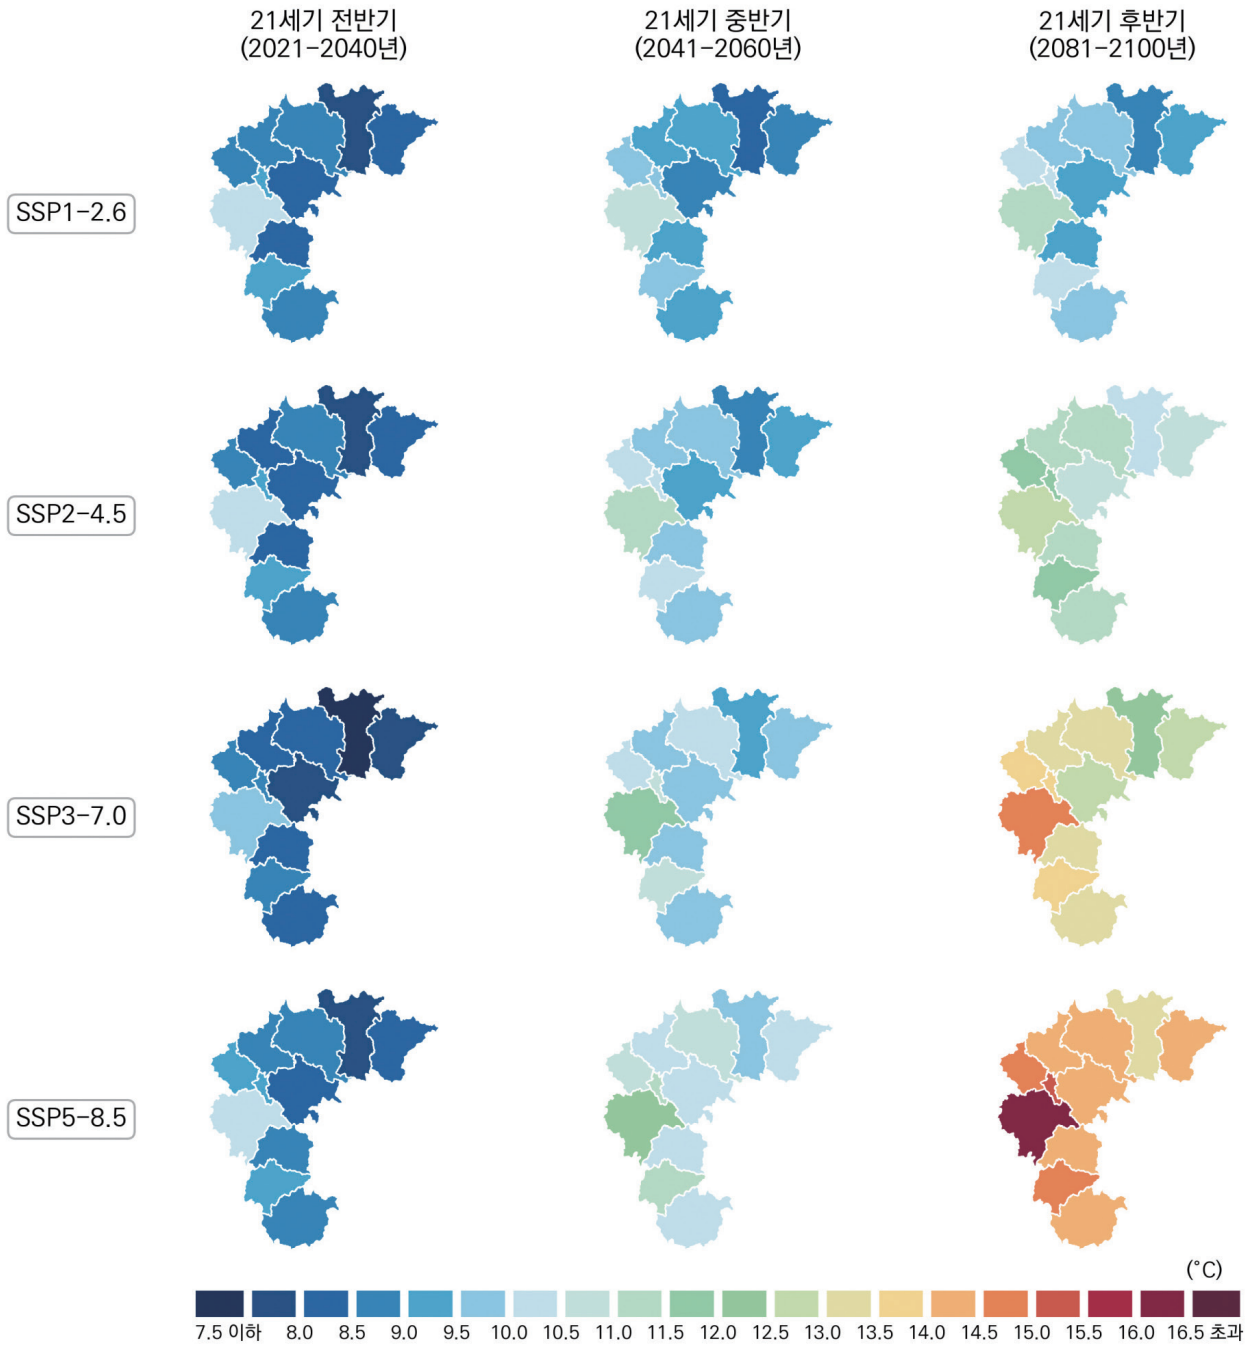 21세기 전반기
(2021-2040년)
21세기 중반기
(2041-2060년)
21세기 후반기
(2081-2100년)
SSP1-2.6
SSP2-4.5
SSP3-7.0
SSP5-8.5
(˚C)
7.5 이하 8.0 8.5 9.0 9.5 10.0 10.5 11.0 11.5 12.0 12.5 13.0 13.5 14.0 14.5 15.0 15.5 16.0 16.5 초과